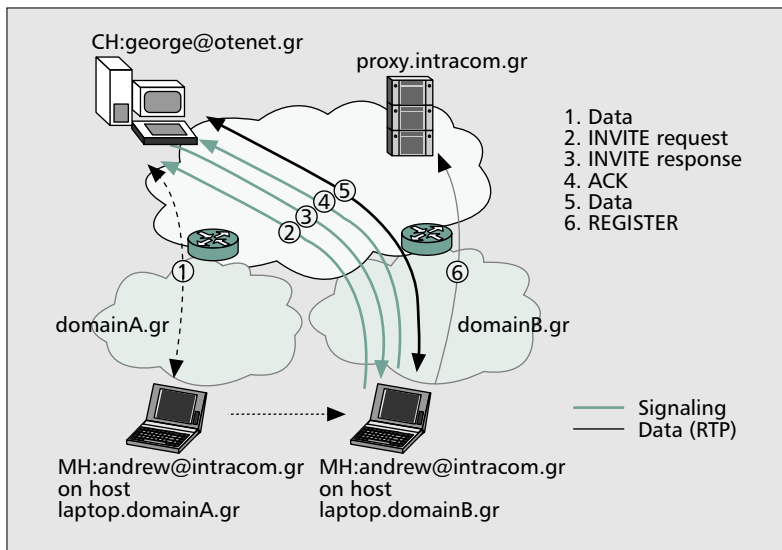 CH:george@otenet.gr
proxy.intracom.gr
1. Data
2. INVITE request
3. INVITE response
4. ACK
5. Data
6. REGISTER
5
4
3
2
1
6
domainA.gr
domainB.gr
Signaling
Data (RTP)
MH:andrew@intracom.gr
on host
laptop.domainA.gr
MH:andrew@intracom.gr
on host
laptop.domainB.gr